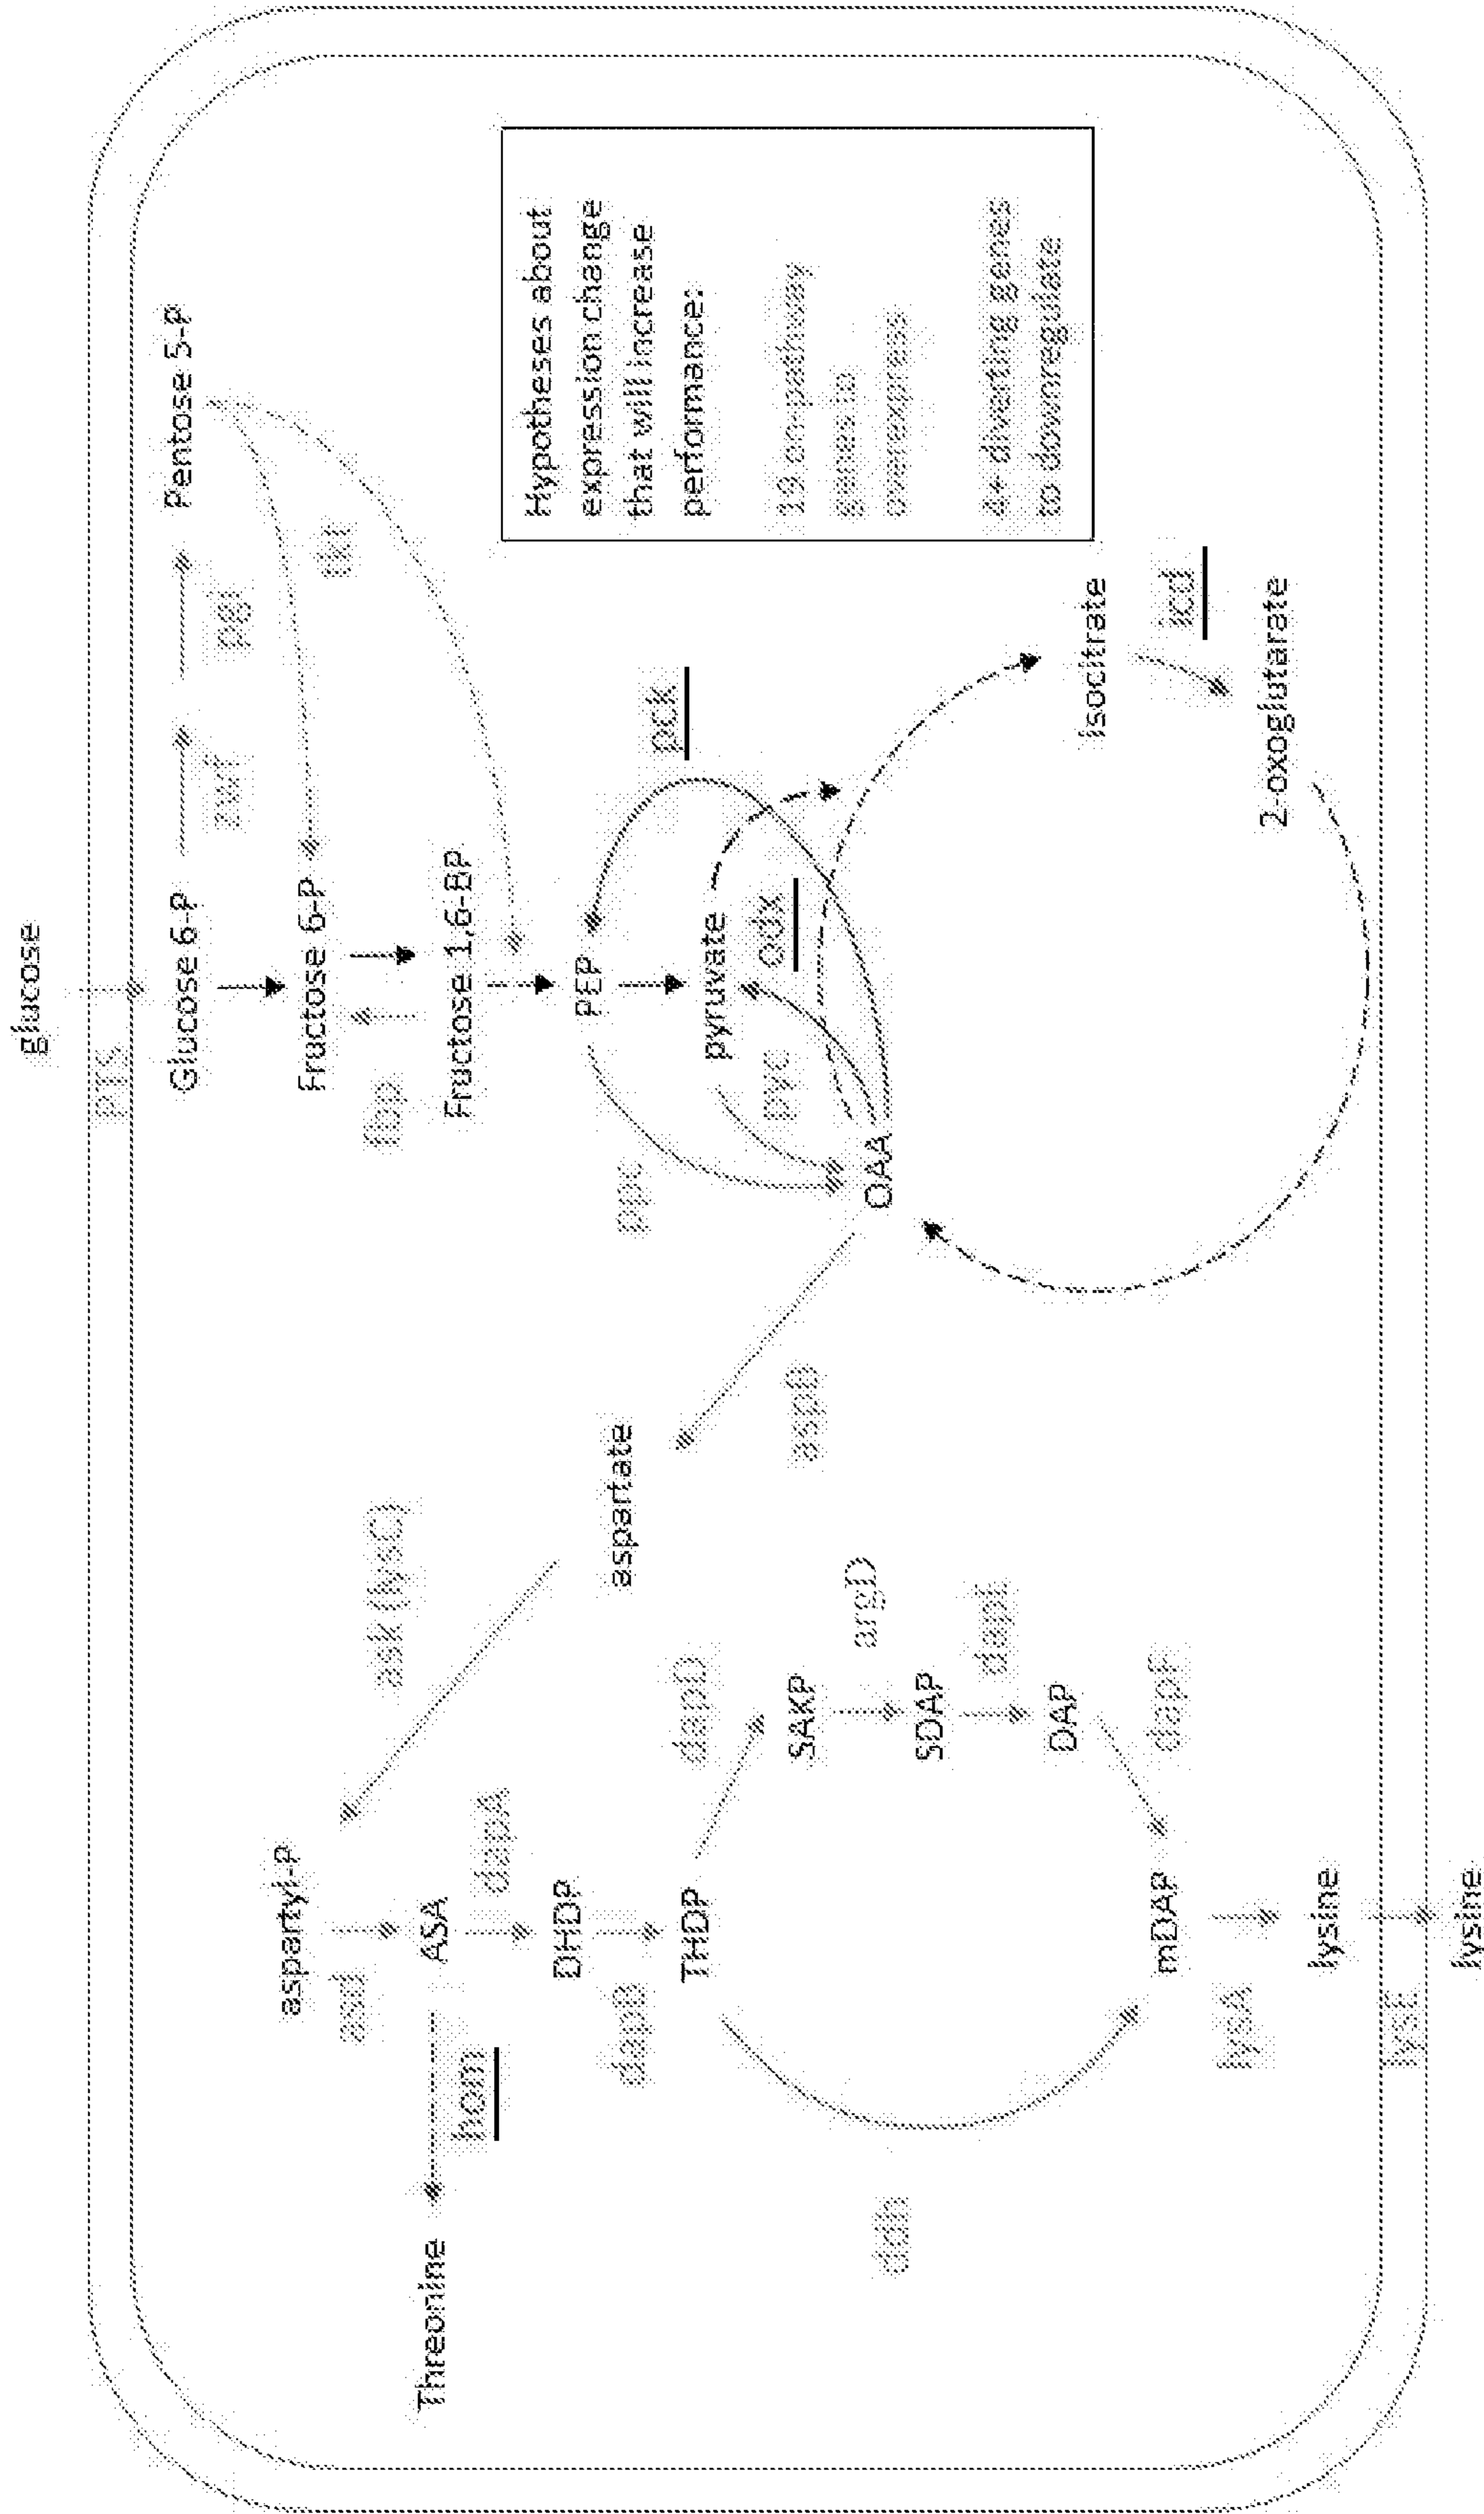 glucose
PTS
Glucose 6-P
zwf
pgl
Pentose 5-P
tkt
Fructose 6-P
fbp
Fructose 1,6-BP
PEP
pck
ppc
pyruvate
pyc
odx
OAA
isocitrate
icd
2-oxoglutarate
aspB
aspartate
ask (lysC)
aspartyl-P
asd
ASA
hom
Threonine
dapA
DHDP
dapB
THDP
dapD
SAKP
argD
SDAP
dapE
DAP
dapF
ddh
mDAP
lysA
lysine
lysE
lysine
Hypotheses about
expression change
that will increase
performance:
19 on-pathway
genes to
overexpress
4+ diverting genes
to downregulate